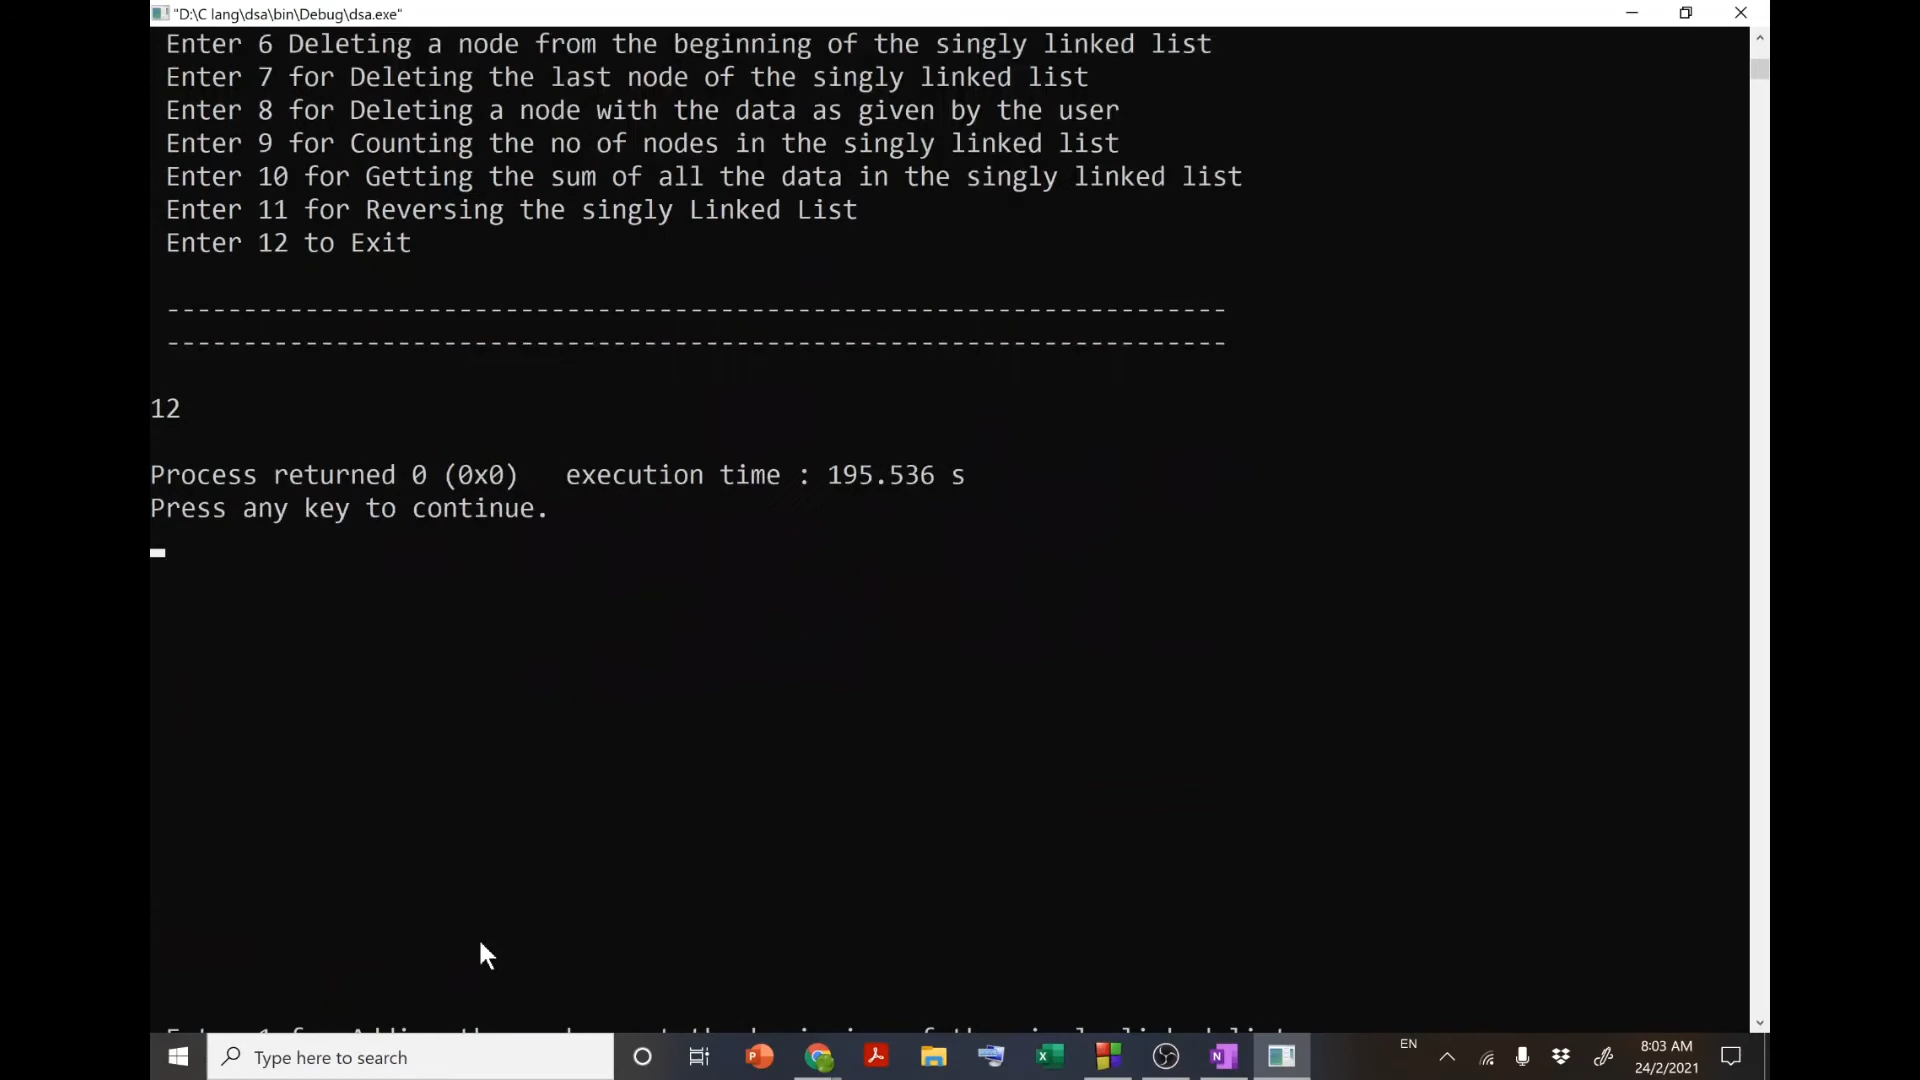 "D:\C lang\dsa\bin\Debug\dsa.exe"
Enter 6 Deleting a node from the beginning of the singly linked list
Enter 7 for Deleting the last node of the singly linked list
Enter 8 for Deleting a node with the data as given by the user
Enter 9 for Counting the no of nodes in the singly linked list
Enter 10 for Getting the sum of all the data in the singly linked list
Enter 11 for Reversing the singly Linked List
Enter 12 to Exit
---------------------------------------------------------------------
---------------------------------------------------------------------
12
Process returned 0 (0x0)   execution time : 195.536 s
Press any key to continue.
Type here to search
EN
8:03 AM
24/2/2021